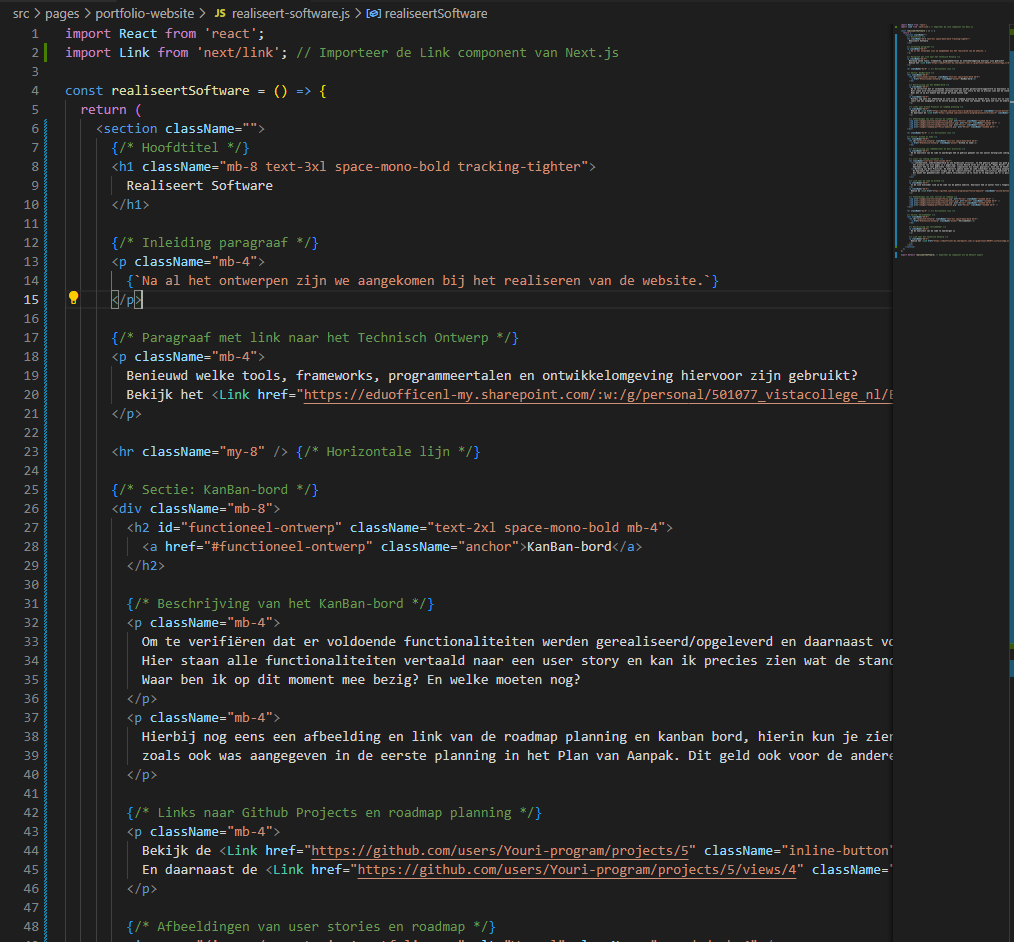 src > pages > portfolio-website > JS realiseert-software.js > realiseertSoftware
1 import React from 'react';
2 import Link from 'next/link'; // Importeer de Link component van Next.js
3
4 const realiseertSoftware = () => {
5 return (
6 <section className="">
7 {/* Hoofdtitel */}
8 <h1 className="mb-8 text-3xl space-mono-bold tracking-tighter">
9 Realiseert Software
10 </h1>
11
12 {/* Inleiding paragraaf */}
13 <p className="mb-4">
14 {`Na al het ontwerpen zijn we aangekomen bij het realiseren van de website.`}
15 </p>
16
17 {/* Paragraaf met link naar het Technisch Ontwerp */}
18 <p className="mb-4">
19 Benieuwd welke tools, frameworks, programmeertalen en ontwikkelomgeving hiervoor zijn gebruikt?
20 Bekijk het <Link href="https://eduofficenl-my.sharepoint.com/:w:/g/personal/501077_vistacollege_nl/
21 </p>
22
23 <hr className="my-8" /> {/* Horizontale lijn */}
24
25 {/* Sectie: KanBan-bord */}
26 <div className="mb-8">
27 <h2 id="functioneel-ontwerp" className="text-2xl space-mono-bold mb-4">
28 <a href="#functioneel-ontwerp" className="anchor">KanBan-bord</a>
29 </h2>
30
31 {/* Beschrijving van het KanBan-bord */}
32 <p className="mb-4">
33 Om te verifiëren dat er voldoende functionaliteiten werden gerealiseerd/opgeleverd en daarnaast vo
34 Hier staan alle functionaliteiten vertaald naar een user story en kan ik precies zien wat de stan
35 Waar ben ik op dit moment mee bezig? En welke moeten nog?
36 </p>
37 <p className="mb-4">
38 Hierbij nog eens een afbeelding en link van de roadmap planning en kanban bord, hierin kun je zie
39 zoals ook was aangegeven in de eerste planning in het Plan van Aanpak. Dit geld ook voor de andere
40 </p>
41
42 {/* Links naar Github Projects en roadmap planning */}
43 <p className="mb-4">
44 Bekijk de <Link href="https://github.com/users/Youri-program/projects/5" className="inline-button"
45 En daarnaast de <Link href="https://github.com/users/Youri-program/projects/5/views/4" className="
46 </p>
47
48 {/* Afbeeldingen van user stories en roadmap */}